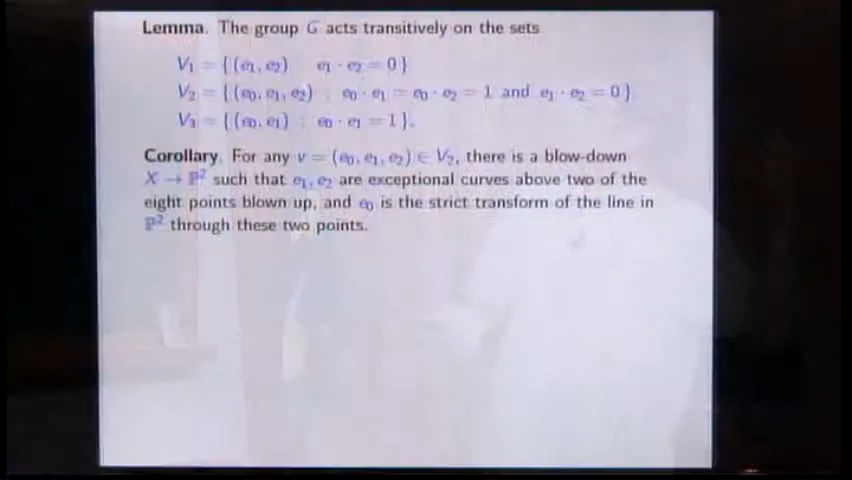 Lemma. The group G acts transitively on the sets
V₁ = { (e₁, e₂) e₁ · e₂ = 0 }
V₂ = { (e₀, e₁, e₂) : e₀ · e₁ = e₀ · e₂ = 1 and e₁ · e₂ = 0 }
V₃ = { (e₀, e₁) : e₀ · e₁ = 1 }.
Corollary. For any v = (e₀, e₁, e₂) ∈ V₂, there is a blow-down
X → ℙ² such that e₁, e₂ are exceptional curves above two of the
eight points blown up, and e₀ is the strict transform of the line in
ℙ² through these two points.